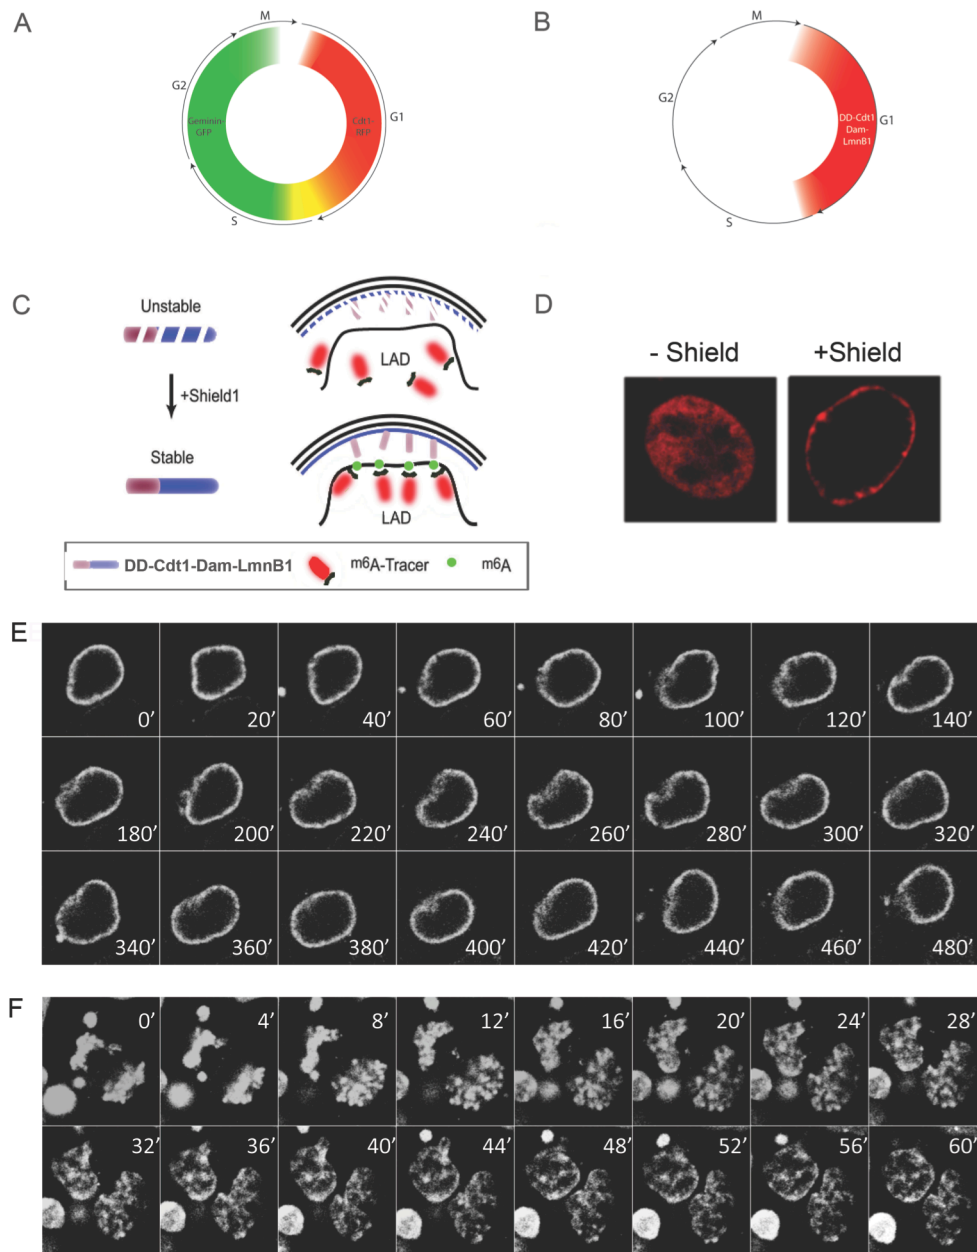 A
M
G2
Geminin-
GFP
Cdt1-
RFP
G1
S
B
M
G2
DD-Cdt1
Dam-
LmnB1
G1
S
C
Unstable
+Shield1
Stable
LAD
LAD
DD-Cdt1-Dam-LmnB1
m6A-Tracer
m6A
D
- Shield
+Shield
E
0’ 20’ 40’ 60’ 80’ 100’ 120’ 140’
180’ 200’ 220’ 240’ 260’ 280’ 300’ 320’
340’ 360’ 380’ 400’ 420’ 440’ 460’ 480’
F
0’ 4’ 8’ 12’ 16’ 20’ 24’ 28’
32’ 36’ 40’ 44’ 48’ 52’ 56’ 60’